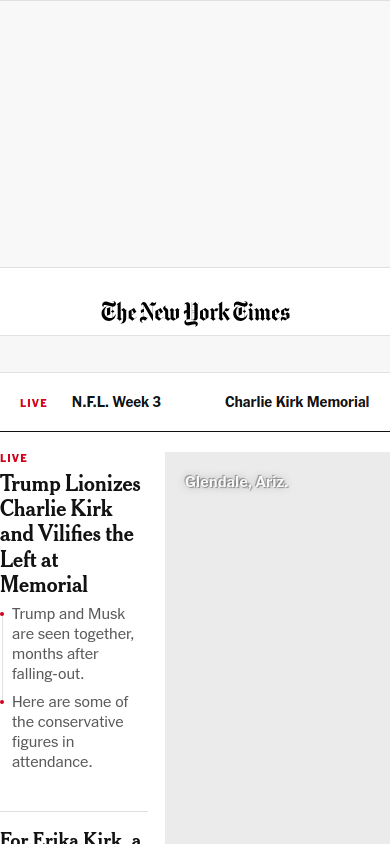 The New York Times
LIVE N.F.L. Week 3 Charlie Kirk Memorial
LIVE
Trump Lionizes
Charlie Kirk
and Vilifies the
Left at
Memorial
Trump and Musk
are seen together,
months after
falling-out.
Here are some of
the conservative
figures in
attendance.
For Erika Kirk, a
Glendale, Ariz.